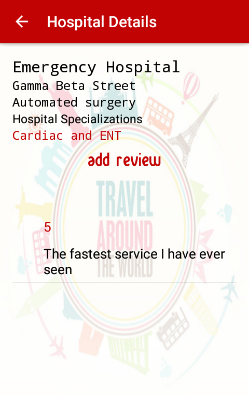 Hospital Details
Emergency Hospital
Gamma Beta Street
Automated surgery
Hospital Specializations
Cardiac and ENT
add review
TRAVEL
AROUND
THE WORLD
5
The fastest service I have ever
seen